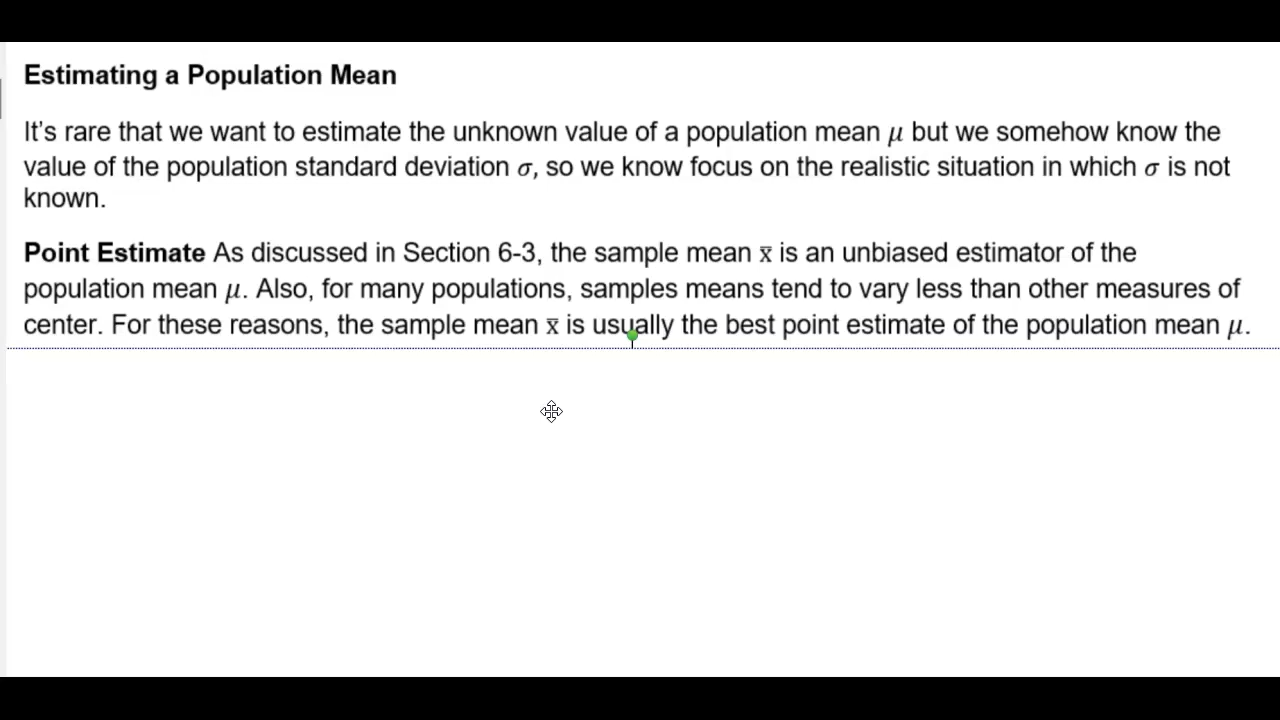 Estimating a Population Mean
It’s rare that we want to estimate the unknown value of a population mean μ but we somehow know the
value of the population standard deviation σ, so we know focus on the realistic situation in which σ is not
known.
Point Estimate As discussed in Section 6-3, the sample mean x̅ is an unbiased estimator of the
population mean μ. Also, for many populations, samples means tend to vary less than other measures of
center. For these reasons, the sample mean x̅ is usually the best point estimate of the population mean μ.